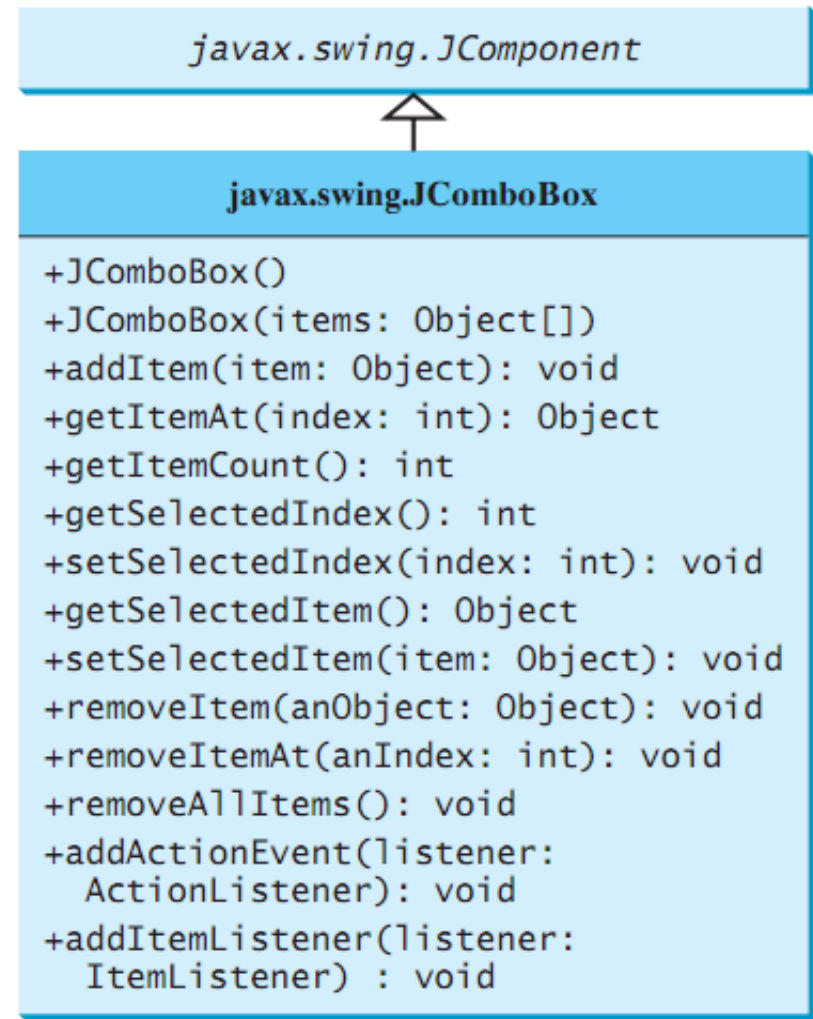 javax.swing.JComponent
javax.swing.JComboBox
+JComboBox()
+JComboBox(items: Object[])
+addItem(item: Object): void
+getItemAt(index: int): Object
+getItemCount(): int
+getSelectedIndex(): int
+setSelectedIndex(index: int): void
+getSelectedItem(): Object
+setSelectedItem(item: Object): void
+removeItem(anObject: Object): void
+removeItemAt(anIndex: int): void
+removeAllItems(): void
+addActionEvent(listener:
ActionListener): void
+addItemListener(listener:
ItemListener) : void